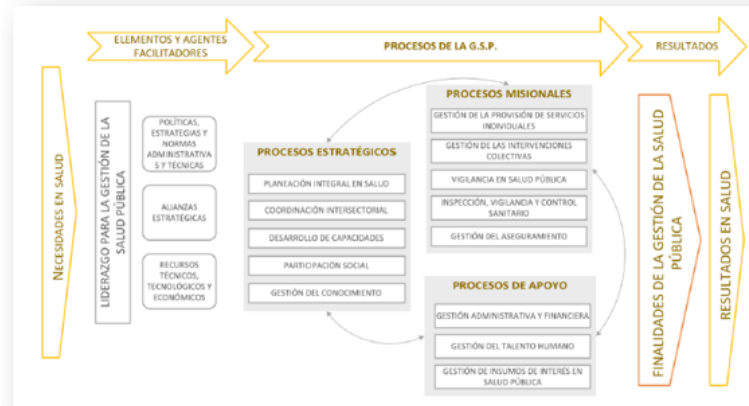 ELEMENTOS Y AGENTES
FACILITADORES
PROCESOS DE LA G.S.P.
RESULTADOS
NECESIDADES EN SALUD
LIDERAZGO PARA LA GESTIÓN DE LA
SALUD PÚBLICA
POLÍTICAS,
ESTRATEGIAS Y
NORMAS
ADMINISTRATIVA
S Y TÉCNICAS
ALIANZAS
ESTRATÉGICAS
RECURSOS
TÉCNICOS,
TECNOLÓGICOS Y
ECONÓMICOS
PROCESOS ESTRATÉGICOS
PLANEACIÓN INTEGRAL EN SALUD
COORDINACIÓN INTERSECTORIAL
DESARROLLO DE CAPACIDADES
PARTICIPACIÓN SOCIAL
GESTIÓN DEL CONOCIMIENTO
PROCESOS MISIONALES
GESTIÓN DE LA PROVISIÓN DE SERVICIOS
INDIVIDUALES
GESTIÓN DE LAS INTERVENCIONES
COLECTIVAS
VIGILANCIA EN SALUD PÚBLICA
INSPECCIÓN, VIGILANCIA Y CONTROL
SANITARIO
GESTIÓN DEL ASEGURAMIENTO
PROCESOS DE APOYO
GESTIÓN ADMINISTRATIVA Y FINANCIERA
GESTIÓN DEL TALENTO HUMANO
GESTIÓN DE INSUMOS DE INTERÉS EN
SALUD PÚBLICA
FINALIDADES DE LA GESTIÓN DE LA SALUD
PÚBLICA
RESULTADOS EN SALUD